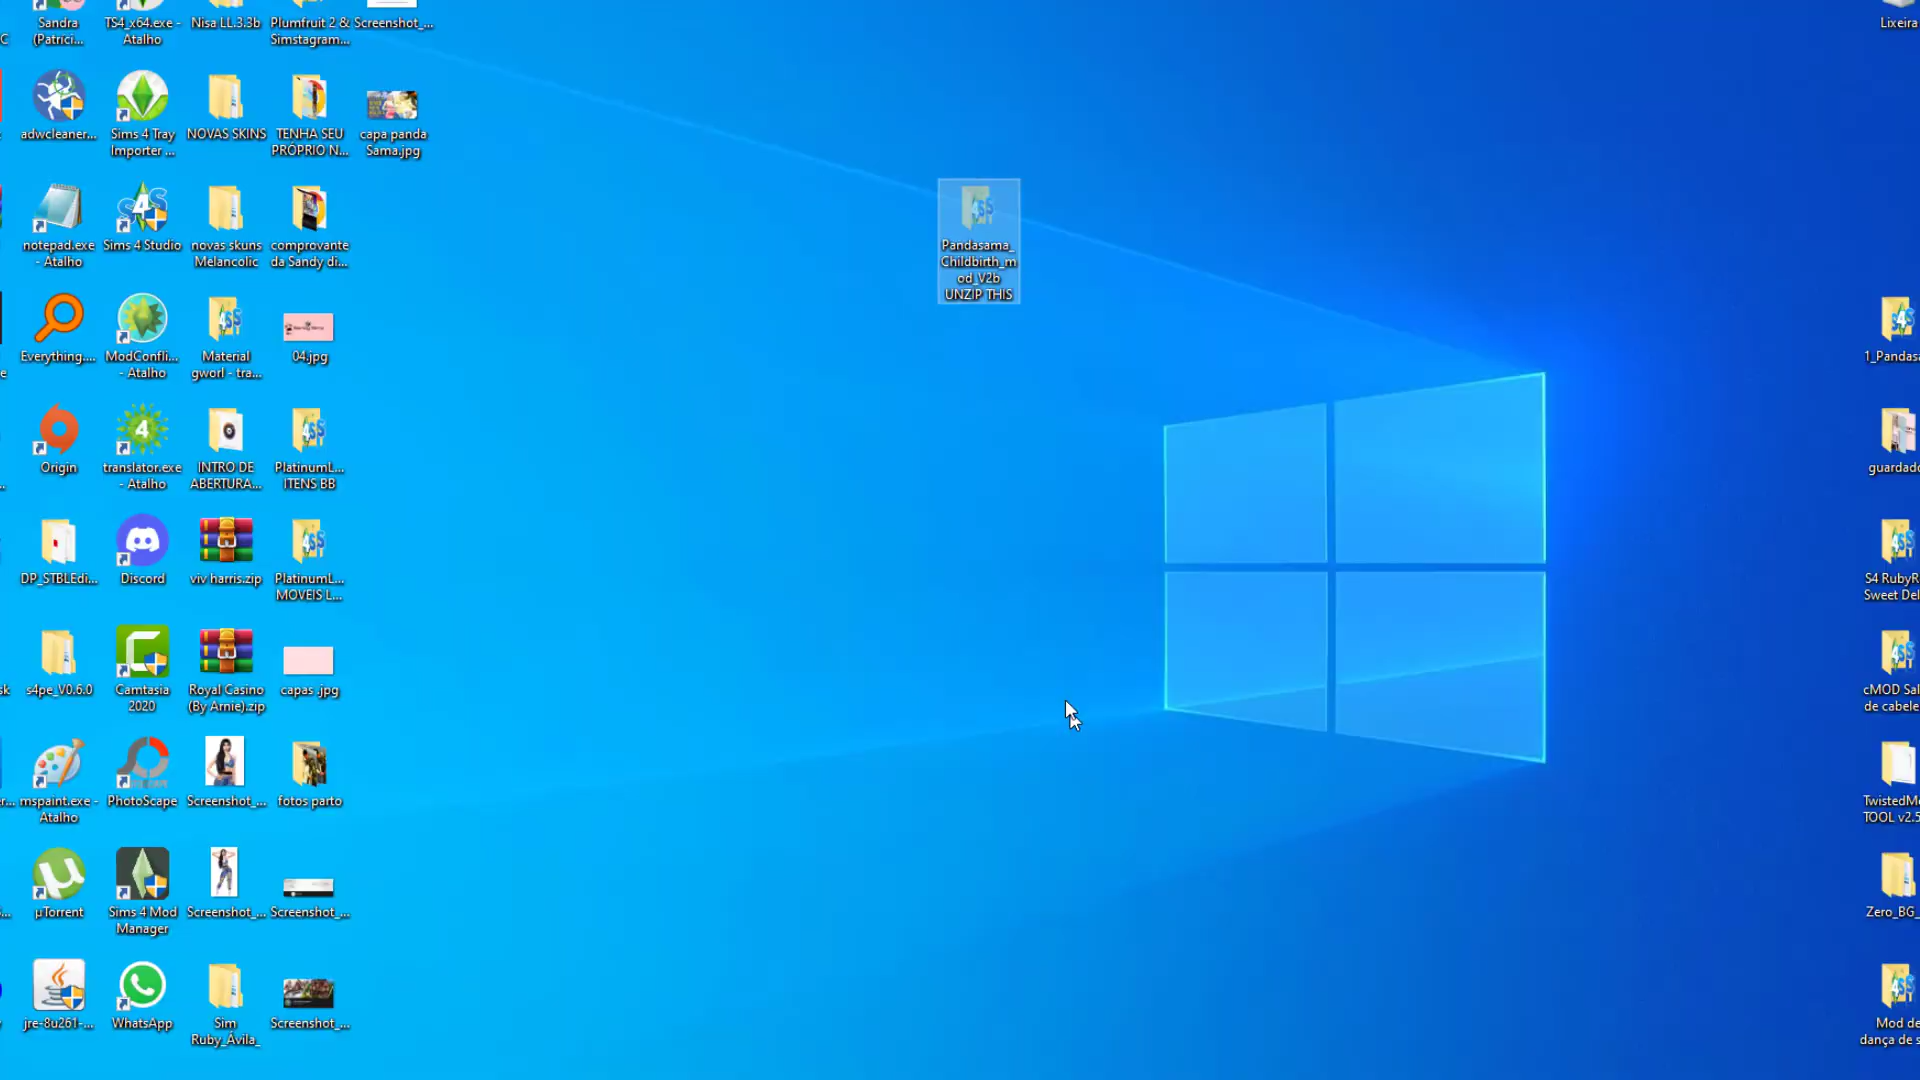 Sandra
(Patríci...
TS4_x64.exe -
Atalho
Nisa LL.3.3b
Plumfruit 2 &
Simstagram...
Screenshot_...
Lixeira
adwcleaner...
Sims 4 Tray
Importer ...
NOVAS SKINS
TENHA SEU
PRÓPRIO N...
capa panda
Sama.jpg
notepad.exe
- Atalho
Sims 4 Studio
novas skuns
Melancolic
comprovante
da Sandy di...
Pandasama_
Childbirth_m
od_V2b
UNZIP THIS
Everything....
ModConfli...
- Atalho
Material
gworl - tra...
04.jpg
1_Pandasa
Origin
translator.exe
- Atalho
INTRO DE
ABERTURA...
PlatinumL...
ITENS BB
guardado
DP_STBLEdi...
Discord
viv harris.zip
PlatinumL...
MOVEIS L...
S4 RubyR
Sweet Del
s4pe_V0.6.0
Camtasia
2020
Royal Casino
(By Arnie).zip
capas .jpg
cMOD Sal
de cabele
mspaint.exe -
Atalho
PhotoScape
Screenshot_...
fotos parto
TwistedMe
TOOL v2.5
µTorrent
Sims 4 Mod
Manager
Screenshot_...
Screenshot_...
Zero_BG_
jre-8u261-...
WhatsApp
Sim
Ruby_Ávila_
Screenshot_...
Mod de
dança de s